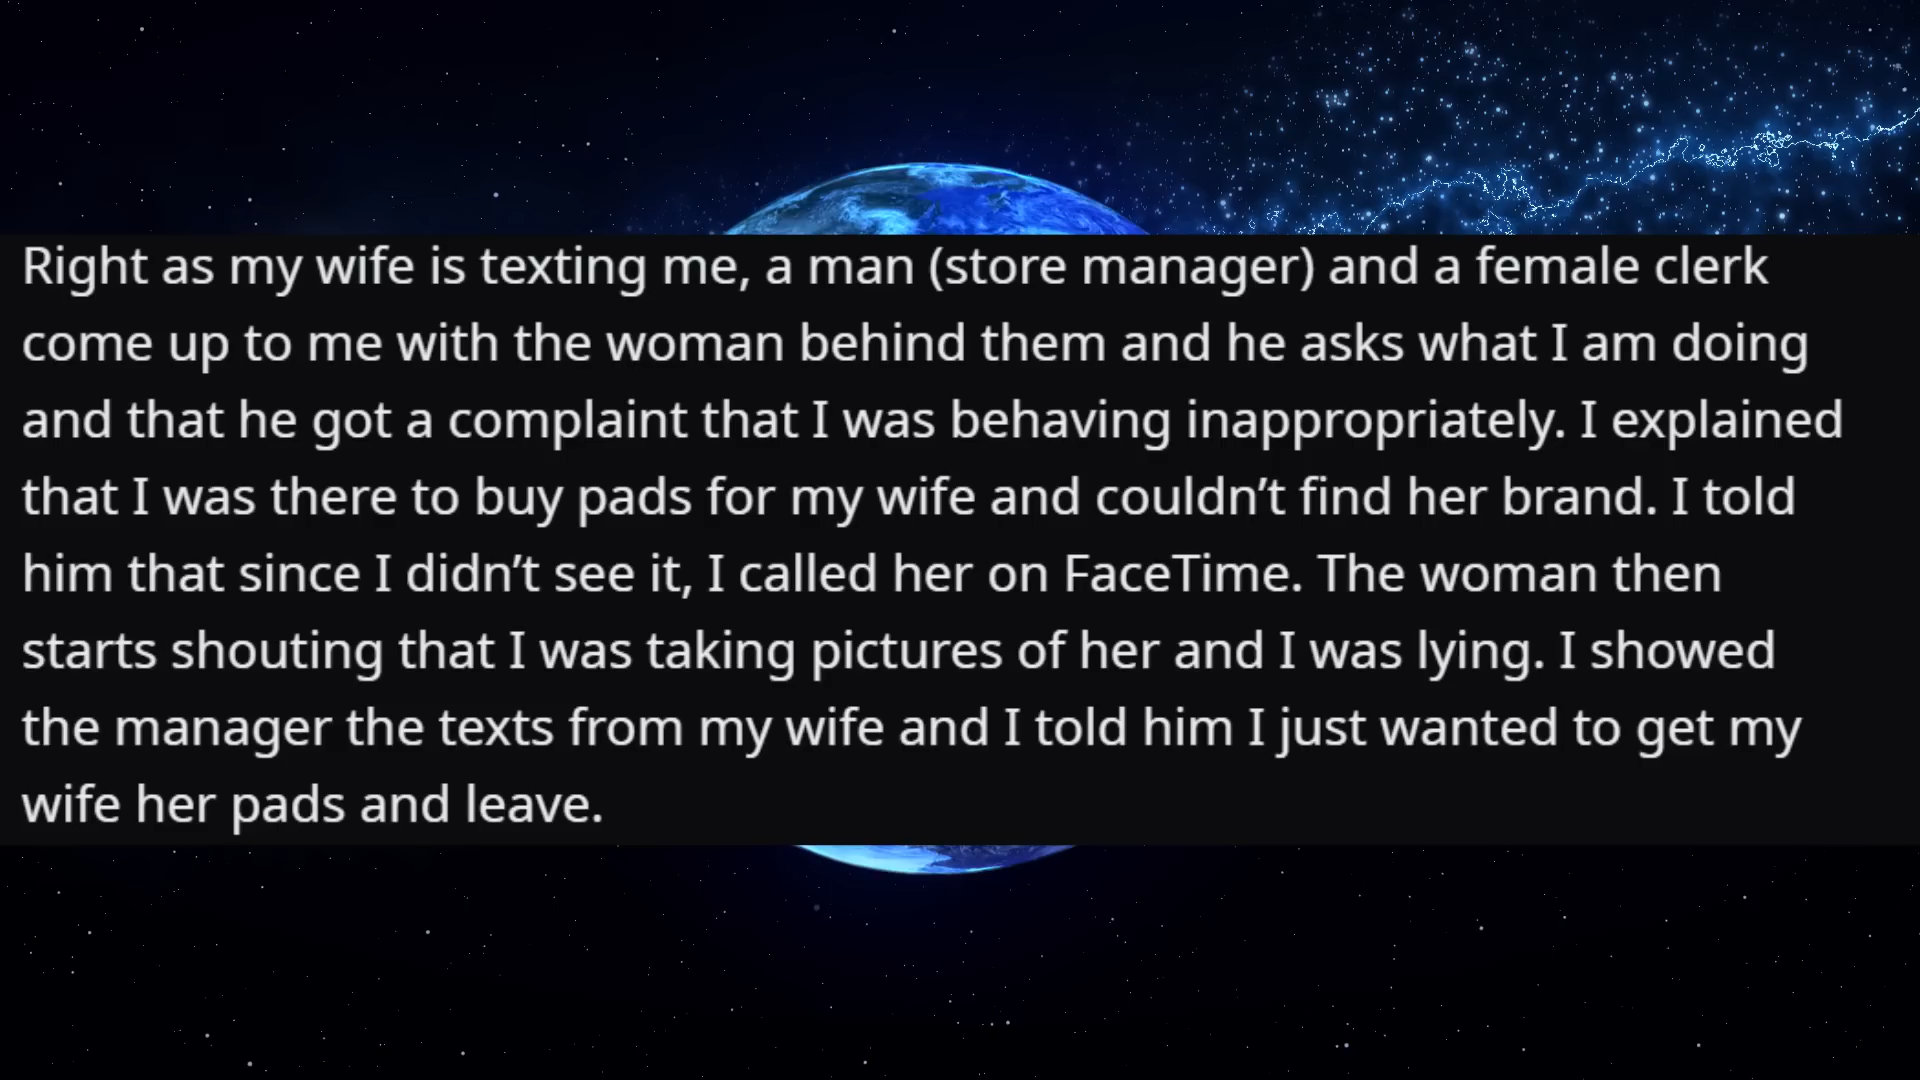 Right as my wife is texting me, a man (store manager) and a female clerk
come up to me with the woman behind them and he asks what I am doing
and that he got a complaint that I was behaving inappropriately. I explained
that I was there to buy pads for my wife and couldn’t find her brand. I told
him that since I didn’t see it, I called her on FaceTime. The woman then
starts shouting that I was taking pictures of her and I was lying. I showed
the manager the texts from my wife and I told him I just wanted to get my
wife her pads and leave.